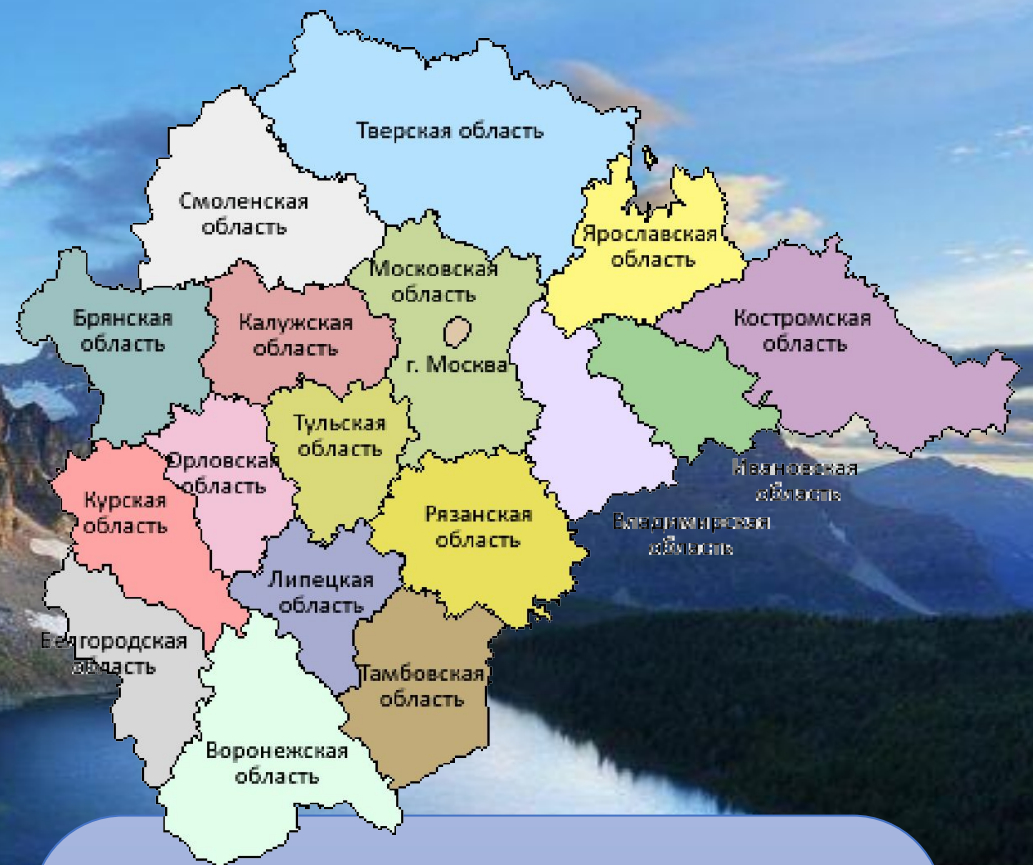 Тверская область
Смоленская
область
Ярославская
область
Московская
область
г. Москва
Костромская
область
Брянская
область
Калужская
область
Тульская
область
Орловская
область
Ивановская
область
Курская
область
Рязанская
область
Владимирская
область
Липецкая
область
Белгородская
область
Тамбовская
область
Воронежская
область